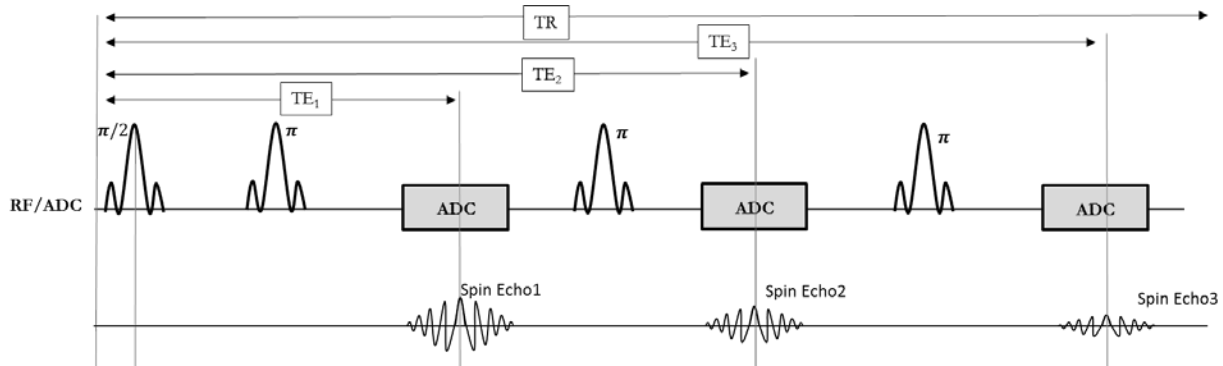 TR
TE₃
TE₂
TE₁
π/2
π
π
π
RF/ADC
ADC
ADC
ADC
Spin Echo1
Spin Echo2
Spin Echo3